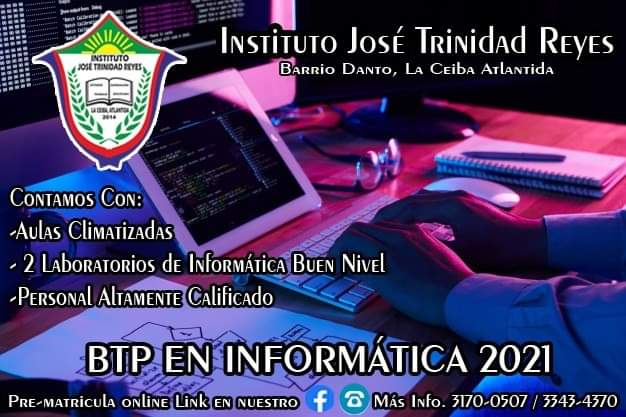 INSTITUTO
JOSÉ TRINIDAD REYES
LA CEIBA, ATLANTIDA
2014
Instituto José Trinidad Reyes
Barrio Danto, La Ceiba Atlantida
Contamos Con:
-Aulas Climatizadas
- 2 Laboratorios de Informática Buen Nivel
-Personal Altamente Calificado
BTP EN INFORMÁTICA 2021
Pre-matricula online Link en nuestro
Más Info. 3170-0507 / 3343-4370